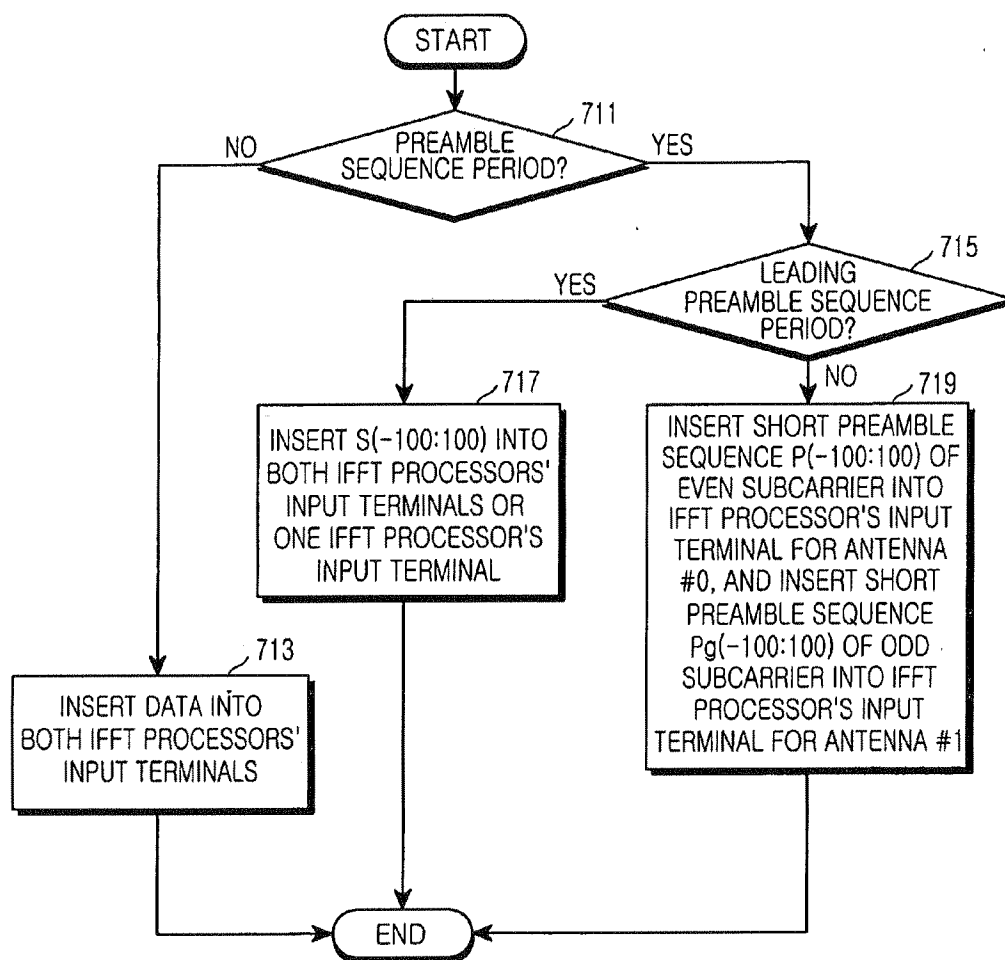 START
711
PREAMBLE
SEQUENCE PERIOD?
NO
YES
715
LEADING
PREAMBLE SEQUENCE
PERIOD?
YES
NO
717
INSERT S(-100:100) INTO
BOTH IFFT PROCESSORS'
INPUT TERMINALS OR
ONE IFFT PROCESSOR'S
INPUT TERMINAL
719
INSERT SHORT PREAMBLE
SEQUENCE P(-100:100) OF
EVEN SUBCARRIER INTO
IFFT PROCESSOR'S INPUT
TERMINAL FOR ANTENNA
#0, AND INSERT SHORT
PREAMBLE SEQUENCE
Pg(-100:100) OF ODD
SUBCARRIER INTO IFFT
PROCESSOR'S INPUT
TERMINAL FOR ANTENNA #1
713
INSERT DATA INTO
BOTH IFFT PROCESSORS'
INPUT TERMINALS
END